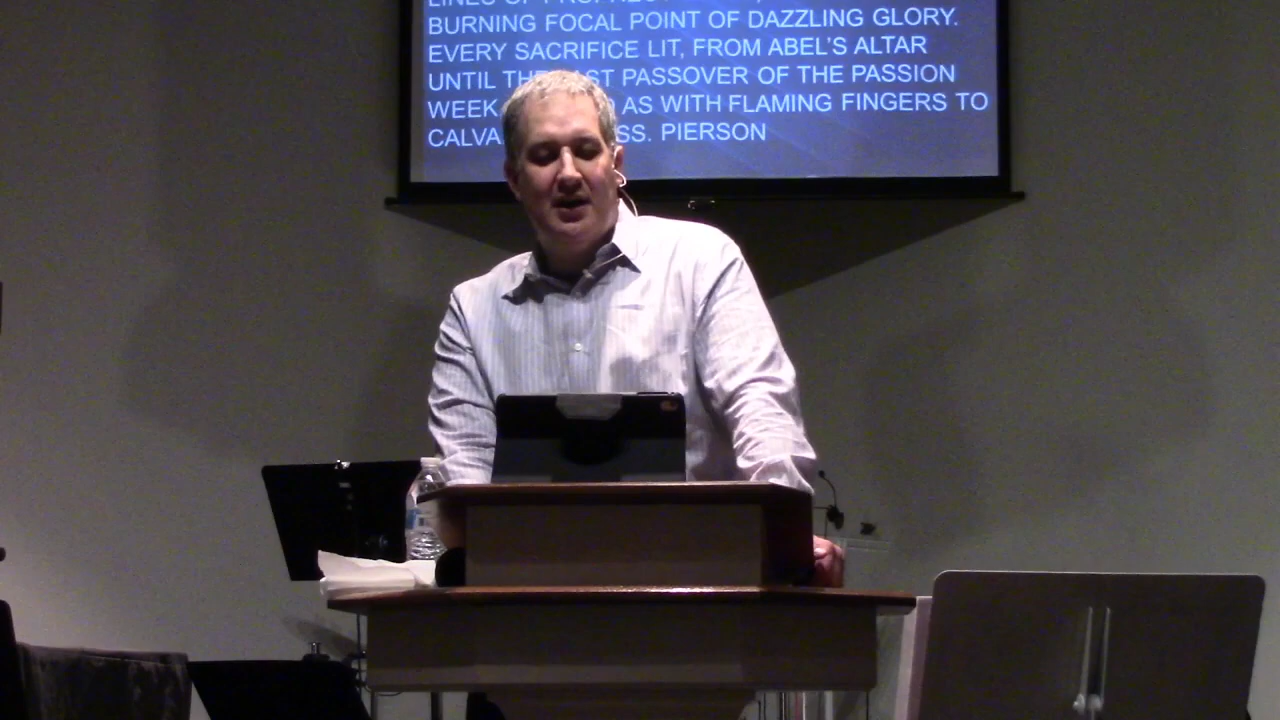 BURNING FOCAL POINT OF DAZZLING GLORY.
EVERY SACRIFICE LIT, FROM ABEL'S ALTAR
UNTIL PASSOVER OF THE PASSION
WEEK AS WITH FLAMING FINGERS TO
PIERSON